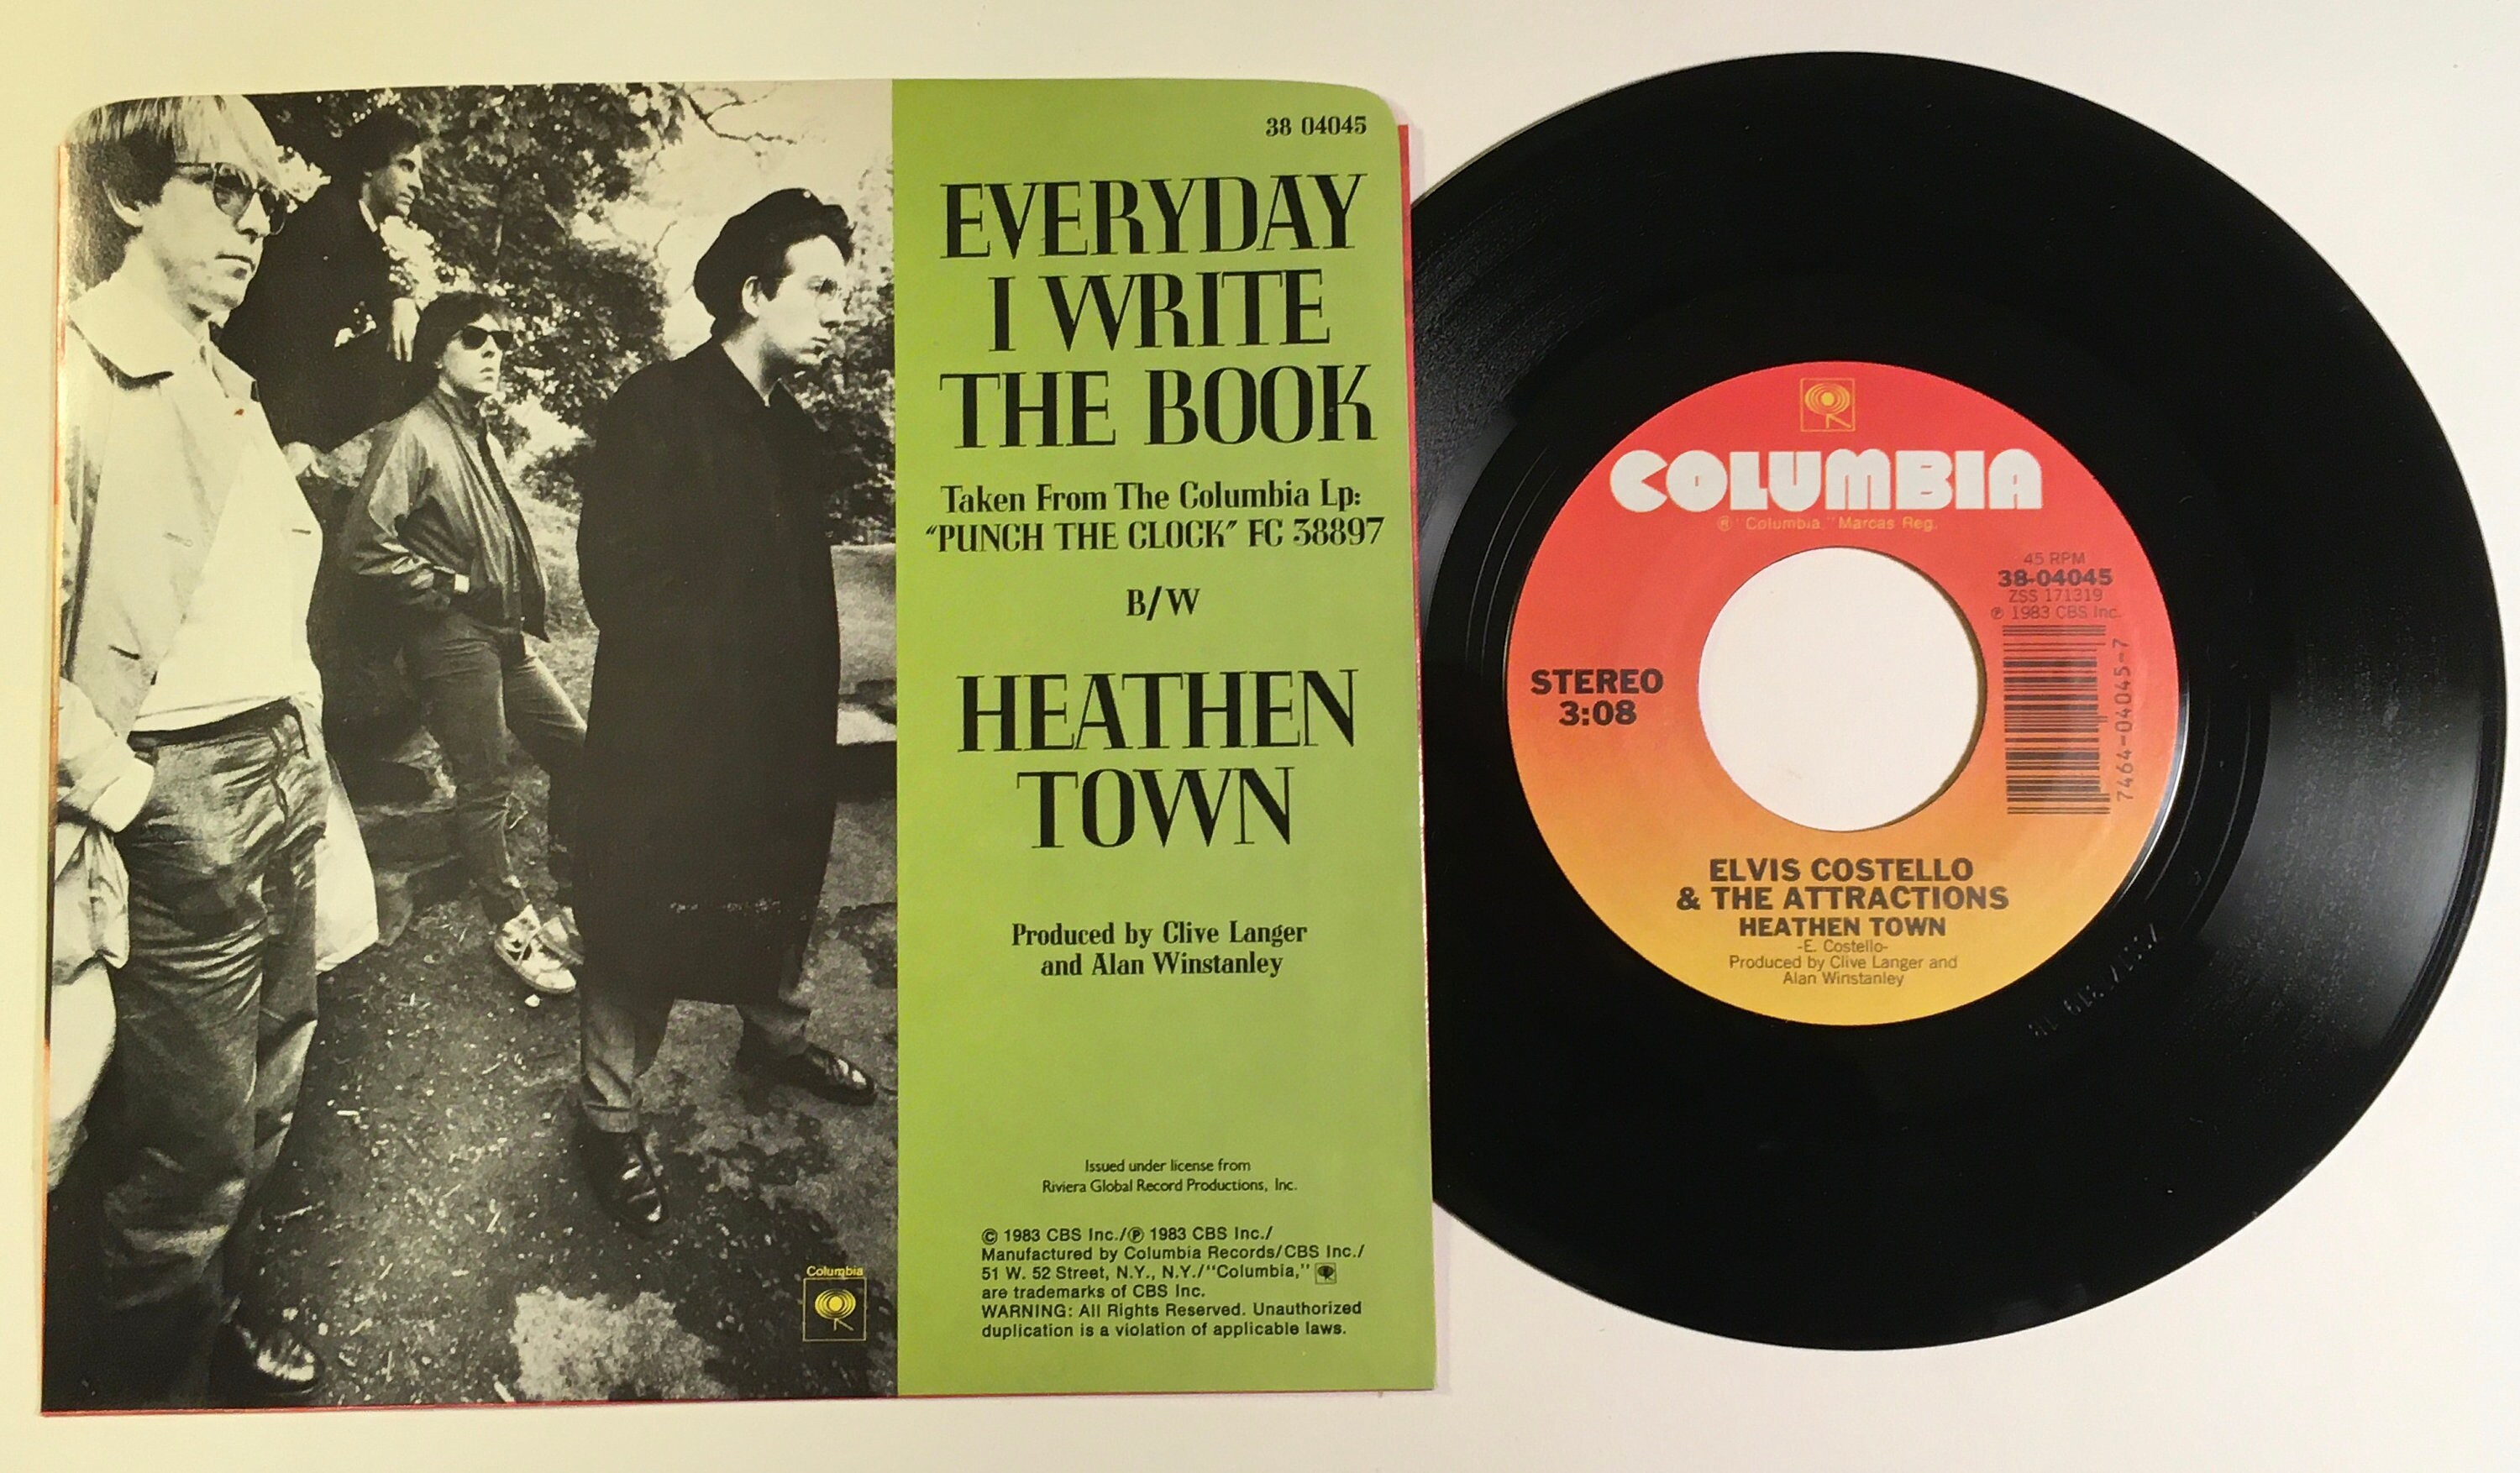 38 04045
EVERYDAY
I WRITE
THE BOOK
Taken From The Columbia Lp:
"PUNCH THE CLOCK" FC 38897
B/W
HEATHEN
TOWN
Produced by Clive Langer
and Alan Winstanley
Issued under license from
Riviera Global Record Productions, Inc.
© 1983 CBS Inc./℗ 1983 CBS Inc./
Manufactured by Columbia Records/CBS Inc./
51 W. 52 Street, N.Y., N.Y./"Columbia,"
are trademarks of CBS Inc.
WARNING: All Rights Reserved. Unauthorized
duplication is a violation of applicable laws.
Columbia
COLUMBIA
® "Columbia," Marcas Reg.
45 RPM
38-04045
ZSS 171319
℗ 1983 CBS Inc.
7464-04045-7
STEREO
3:08
ELVIS COSTELLO
& THE ATTRACTIONS
HEATHEN TOWN
-E. Costello-
Produced by Clive Langer and
Alan Winstanley